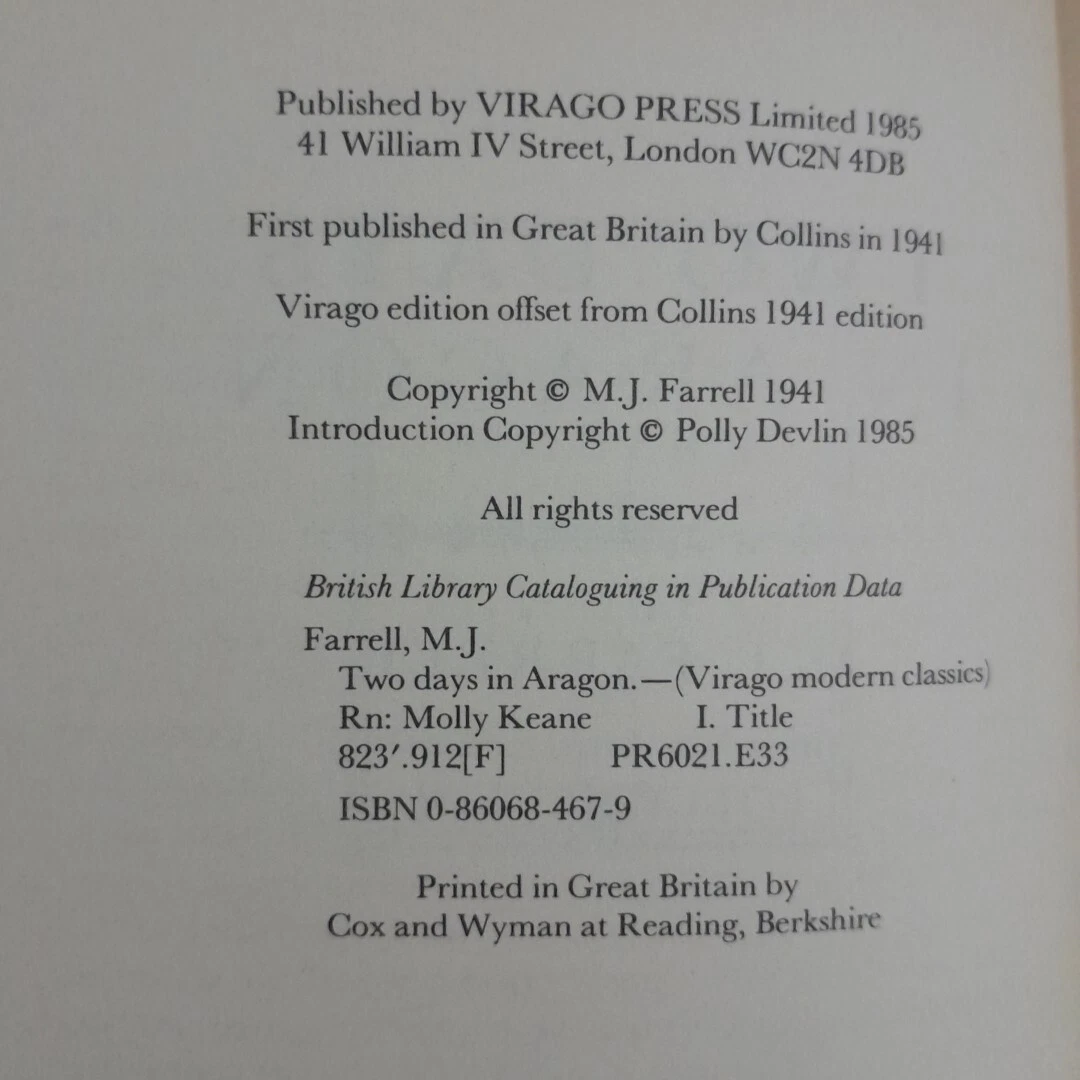 Published by VIRAGO PRESS Limited 1985
41 William IV Street, London WC2N 4DB
First published in Great Britain by Collins in 1941
Virago edition offset from Collins 1941 edition
Copyright © M.J. Farrell 1941
Introduction Copyright © Polly Devlin 1985
All rights reserved
British Library Cataloguing in Publication Data
Farrell, M.J.
Two days in Aragon.—(Virago modern classics)
Rn: Molly Keane I. Title
823′.912[F] PR6021.E33
ISBN 0-86068-467-9
Printed in Great Britain by
Cox and Wyman at Reading, Berkshire